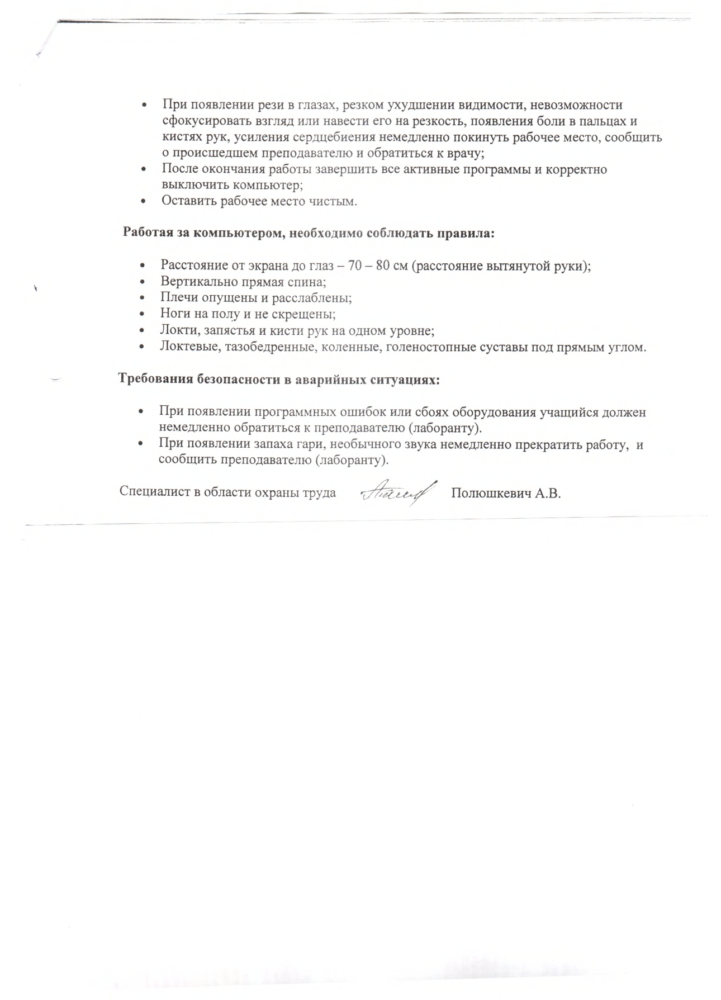 • При появлении рези в глазах, резком ухудшении видимости, невозможности
сфокусировать взгляд или навести его на резкость, появления боли в пальцах и
кистях рук, усиления сердцебиения немедленно покинуть рабочее место, сообщить
о происшедшем преподавателю и обратиться к врачу;
• После окончания работы завершить все активные программы и корректно
выключить компьютер;
• Оставить рабочее место чистым.
Работая за компьютером, необходимо соблюдать правила:
• Расстояние от экрана до глаз – 70 – 80 см (расстояние вытянутой руки);
• Вертикально прямая спина;
• Плечи опущены и расслаблены;
• Ноги на полу и не скрещены;
• Локти, запястья и кисти рук на одном уровне;
• Локтевые, тазобедренные, коленные, голеностопные суставы под прямым углом.
Требования безопасности в аварийных ситуациях:
• При появлении программных ошибок или сбоях оборудования учащийся должен
немедленно обратиться к преподавателю (лаборанту).
• При появлении запаха гари, необычного звука немедленно прекратить работу, и
сообщить преподавателю (лаборанту).
Специалист в области охраны труда Полюшкевич А.В.